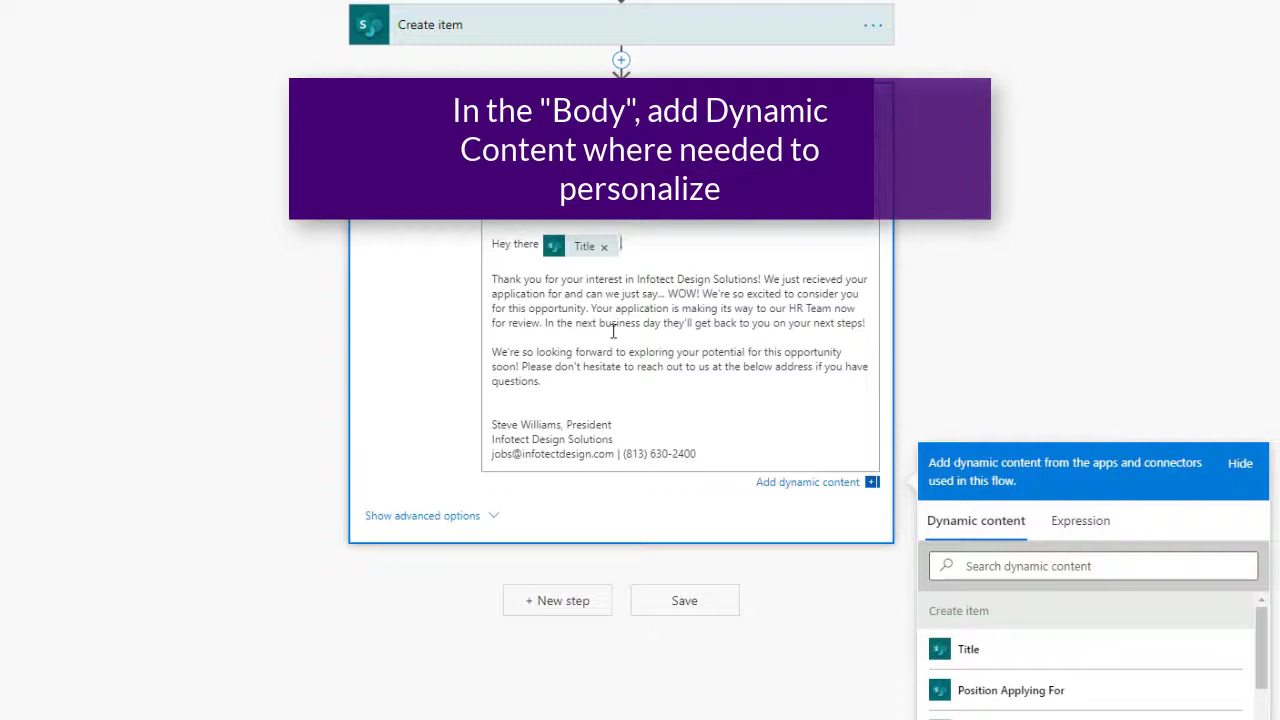 Create item
In the "Body", add Dynamic
Content where needed to
personalize
Hey there Title ×
Thank you for your interest in Infotect Design Solutions! We just recieved your
application for and can we just say... WOW! We're so excited to consider you
for this opportunity. Your application is making its way to our HR Team now
for review. In the next business day they'll get back to you on your next steps!
We're so looking forward to exploring your potential for this opportunity
soon! Please don't hesitate to reach out to us at the below address if you have
questions.
Steve Williams, President
Infotect Design Solutions
jobs@infotectdesign.com | (813) 630-2400
Add dynamic content
Show advanced options
+ New step
Save
Add dynamic content from the apps and connectors
used in this flow.
Hide
Dynamic content
Expression
Search dynamic content
Create item
Title
Position Applying For